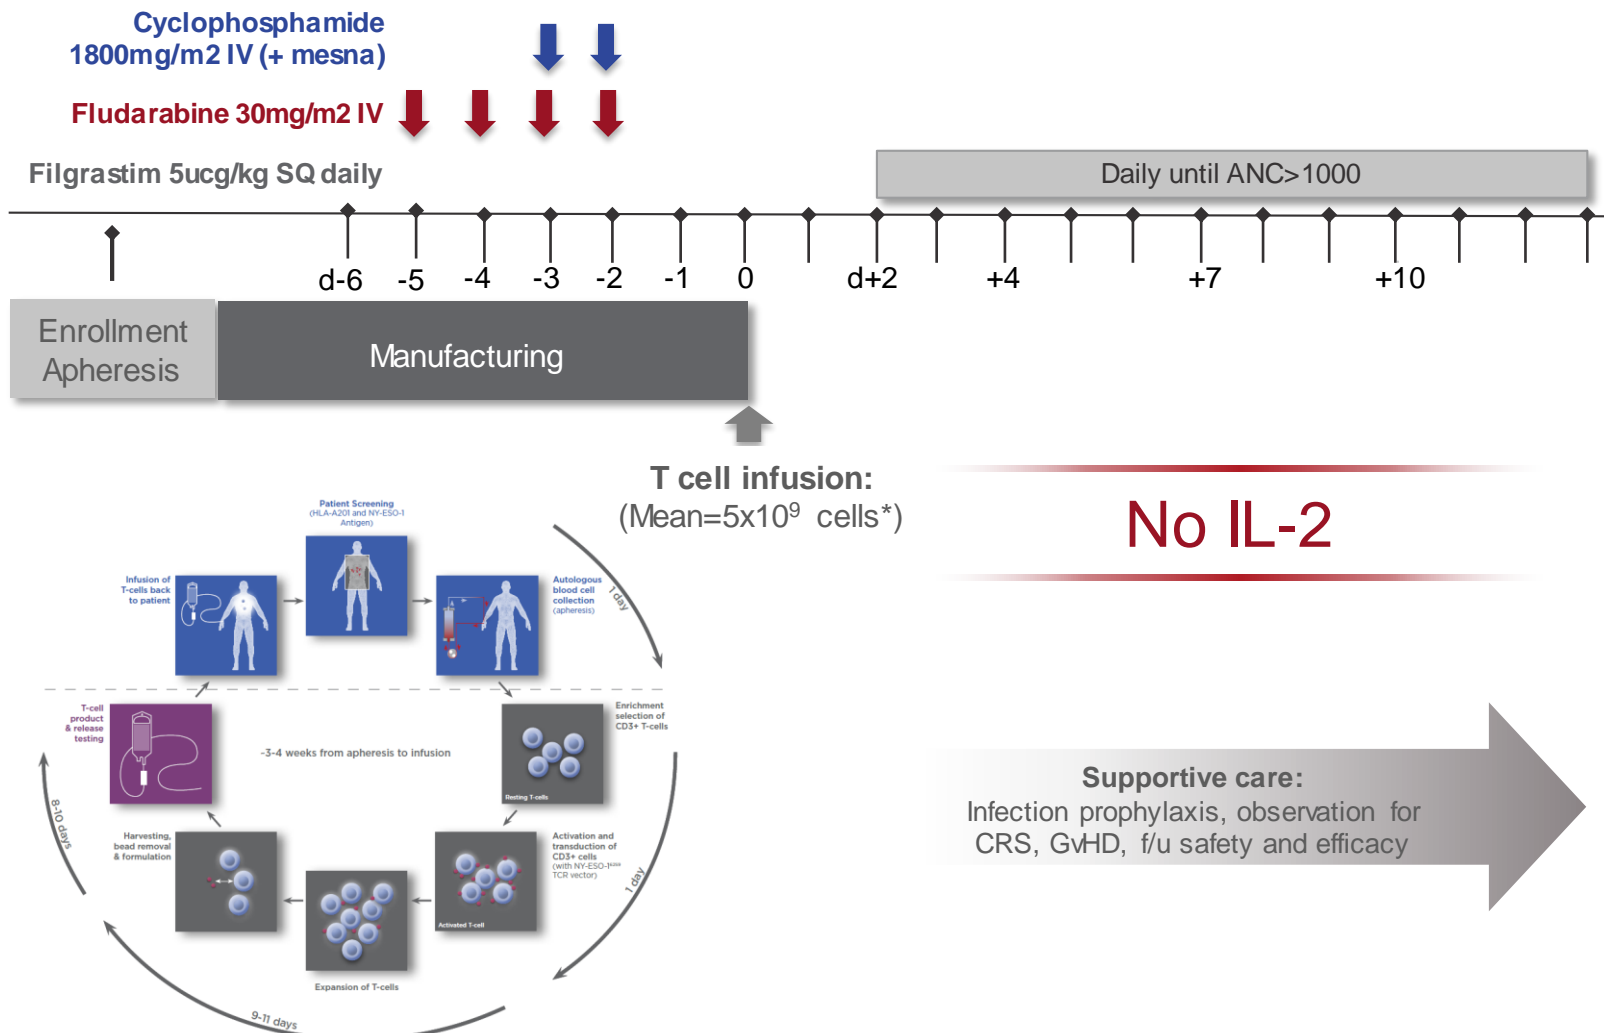 Cyclophosphamide
1800mg/m2 IV (+ mesna)
Fludarabine 30mg/m2 IV
Filgrastim 5ucg/kg SQ daily
Daily until ANC>1000
d-6 -5 -4 -3 -2 -1 0 d+2 +4 +7 +10
Enrollment
Apheresis
Manufacturing
T cell infusion:
(Mean=5x10⁹ cells*)
No IL-2
Patient Screening
(HLA-A201 and NY-ESO-1
Antigen)
Infusion of
T-cells back
to patient
Autologous
blood cell
collection
(apheresis)
1 day
T-cell
product
& release
testing
~3-4 weeks from apheresis to infusion
Enrichment
selection of
CD3+ T-cells
Resting T-cells
8-10 days
Harvesting,
bead removal
& formulation
Activation and
transduction of
CD3+ cells
(with NY-ESO-1ᶜ²⁵⁹
TCR vector)
Activated T-cell
1 day
Expansion of T-cells
9-11 days
Supportive care:
Infection prophylaxis, observation for
CRS, GvHD, f/u safety and efficacy